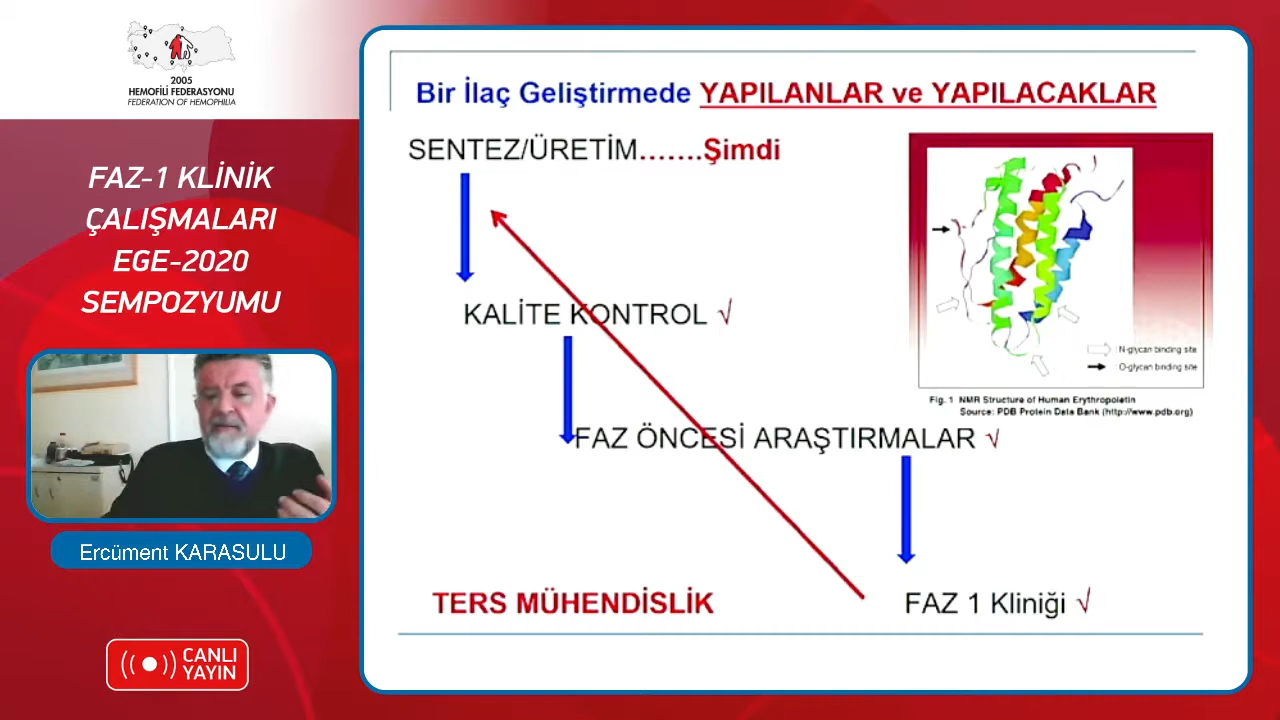 2005
HEMOFİLİ FEDERASYONU
FEDERATION OF HEMOPHILIA
FAZ-1 KLİNİK
ÇALIŞMALARI
EGE-2020
SEMPOZYUMU
Ercüment KARASULU
CANLI
YAYIN
Bir İlaç Geliştirmede YAPILANLAR ve YAPILACAKLAR
SENTEZ/ÜRETİM.......Şimdi
KALİTE KONTROL √
FAZ ÖNCESİ ARAŞTIRMALAR √
TERS MÜHENDİSLİK
FAZ 1 Kliniği √
: N-glycan binding site
: O-glycan binding site
Fig. 1 NMR Structure of Human Erythropoietin
Source: PDB Protein Data Bank (http://www.pdb.org)